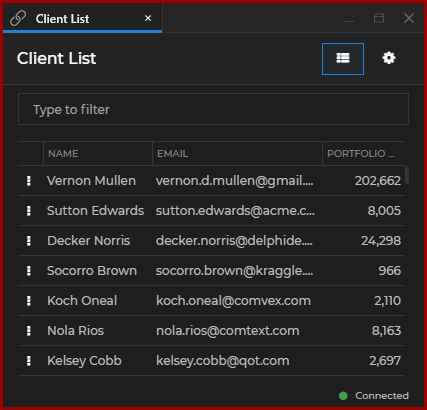 Client List
Client List
Type to filter
NAME EMAIL PORTFOLIO ...
Vernon Mullen vernon.d.mullen@gmail.... 202,662
Sutton Edwards sutton.edwards@acme.c... 8,005
Decker Norris decker.norris@delphide.... 24,298
Socorro Brown socorro.brown@kraggle.... 966
Koch Oneal koch.oneal@comvex.com 2,110
Nola Rios nola.rios@comtext.com 8,163
Kelsey Cobb kelsey.cobb@qot.com 2,697
Connected